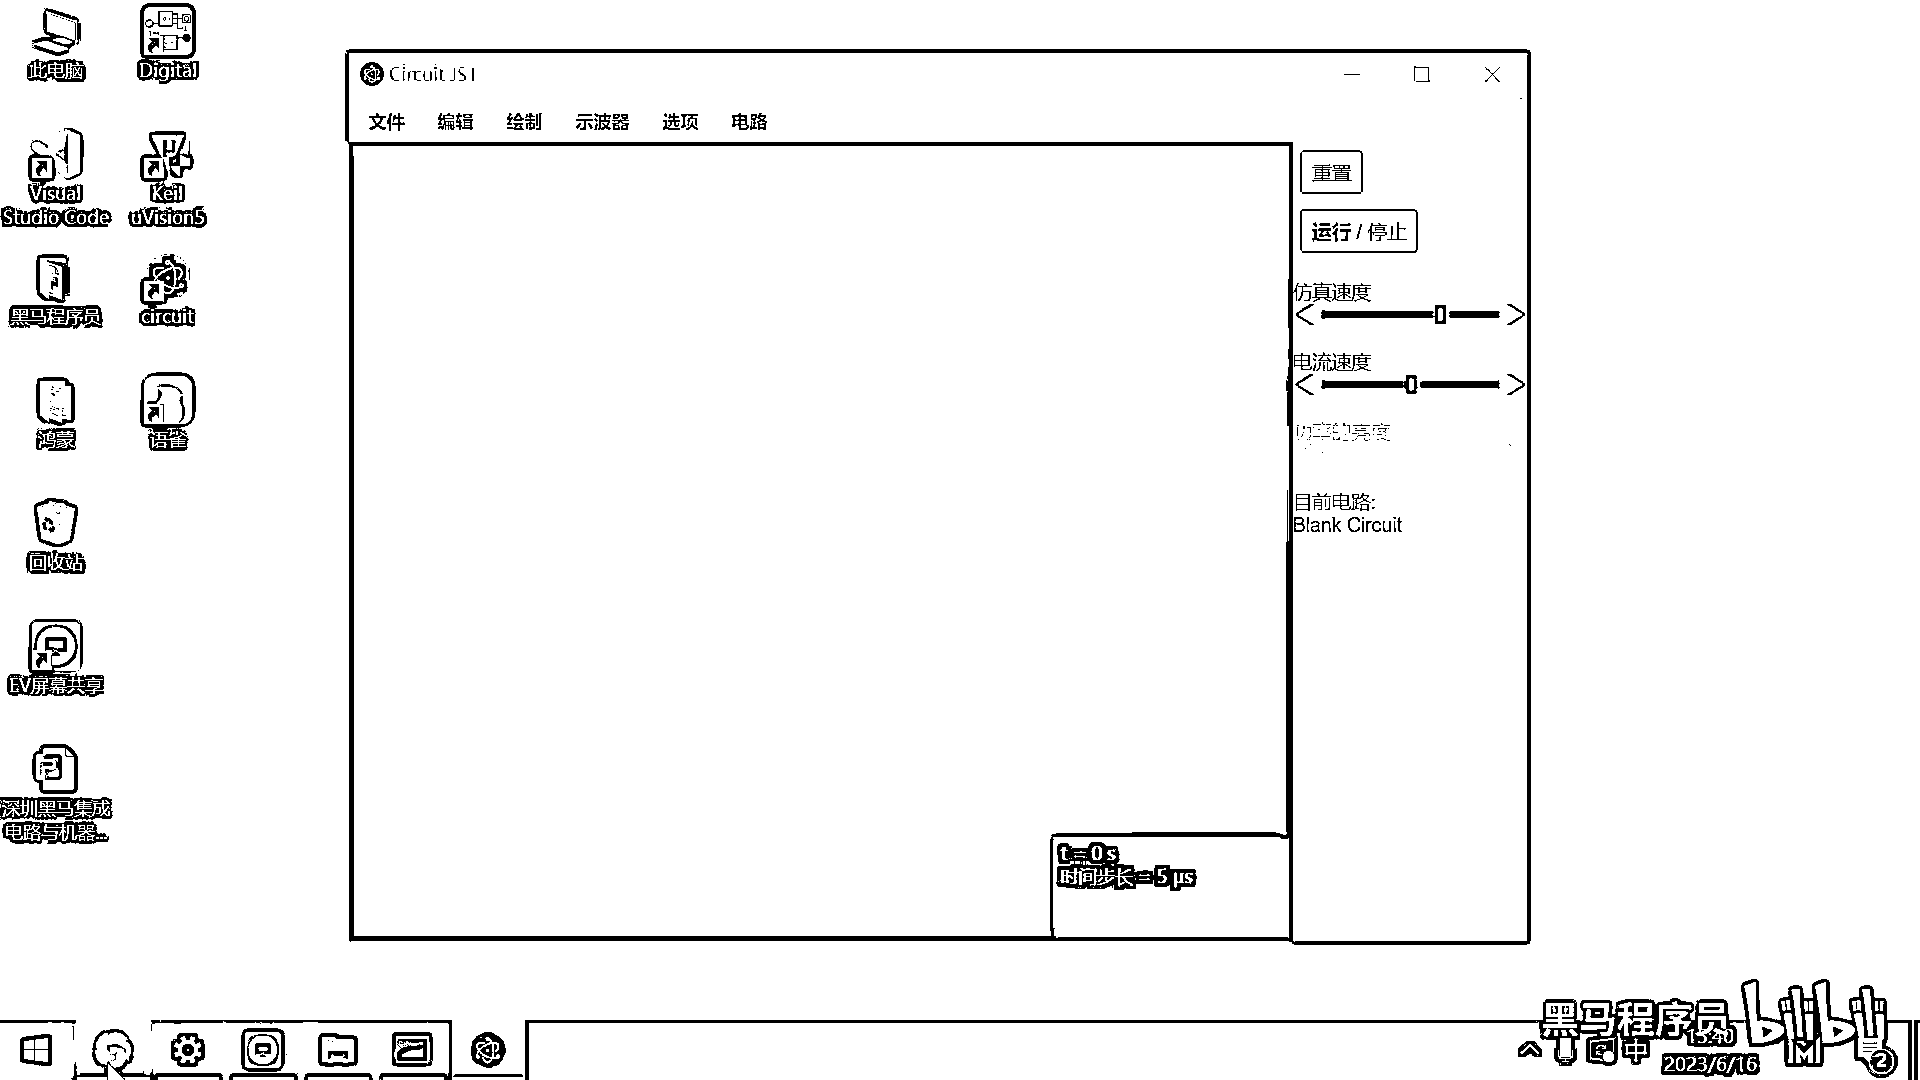 此电脑
Digital
Visual
Studio Code
Keil
uVision5
黑马程序员
circuit
鸿蒙
语雀
回收站
EV屏幕共享
深圳黑马集成
电路与机器...
Circuit JS1
文件 编辑 绘制 示波器 选项 电路
重置
运行 / 停止
仿真速度
电流速度
功率的亮度
目前电路:
Blank Circuit
t = 0 s
时间步长 = 5 μs
黑马程序员
bilibili
中
15:40
2023/6/16
2